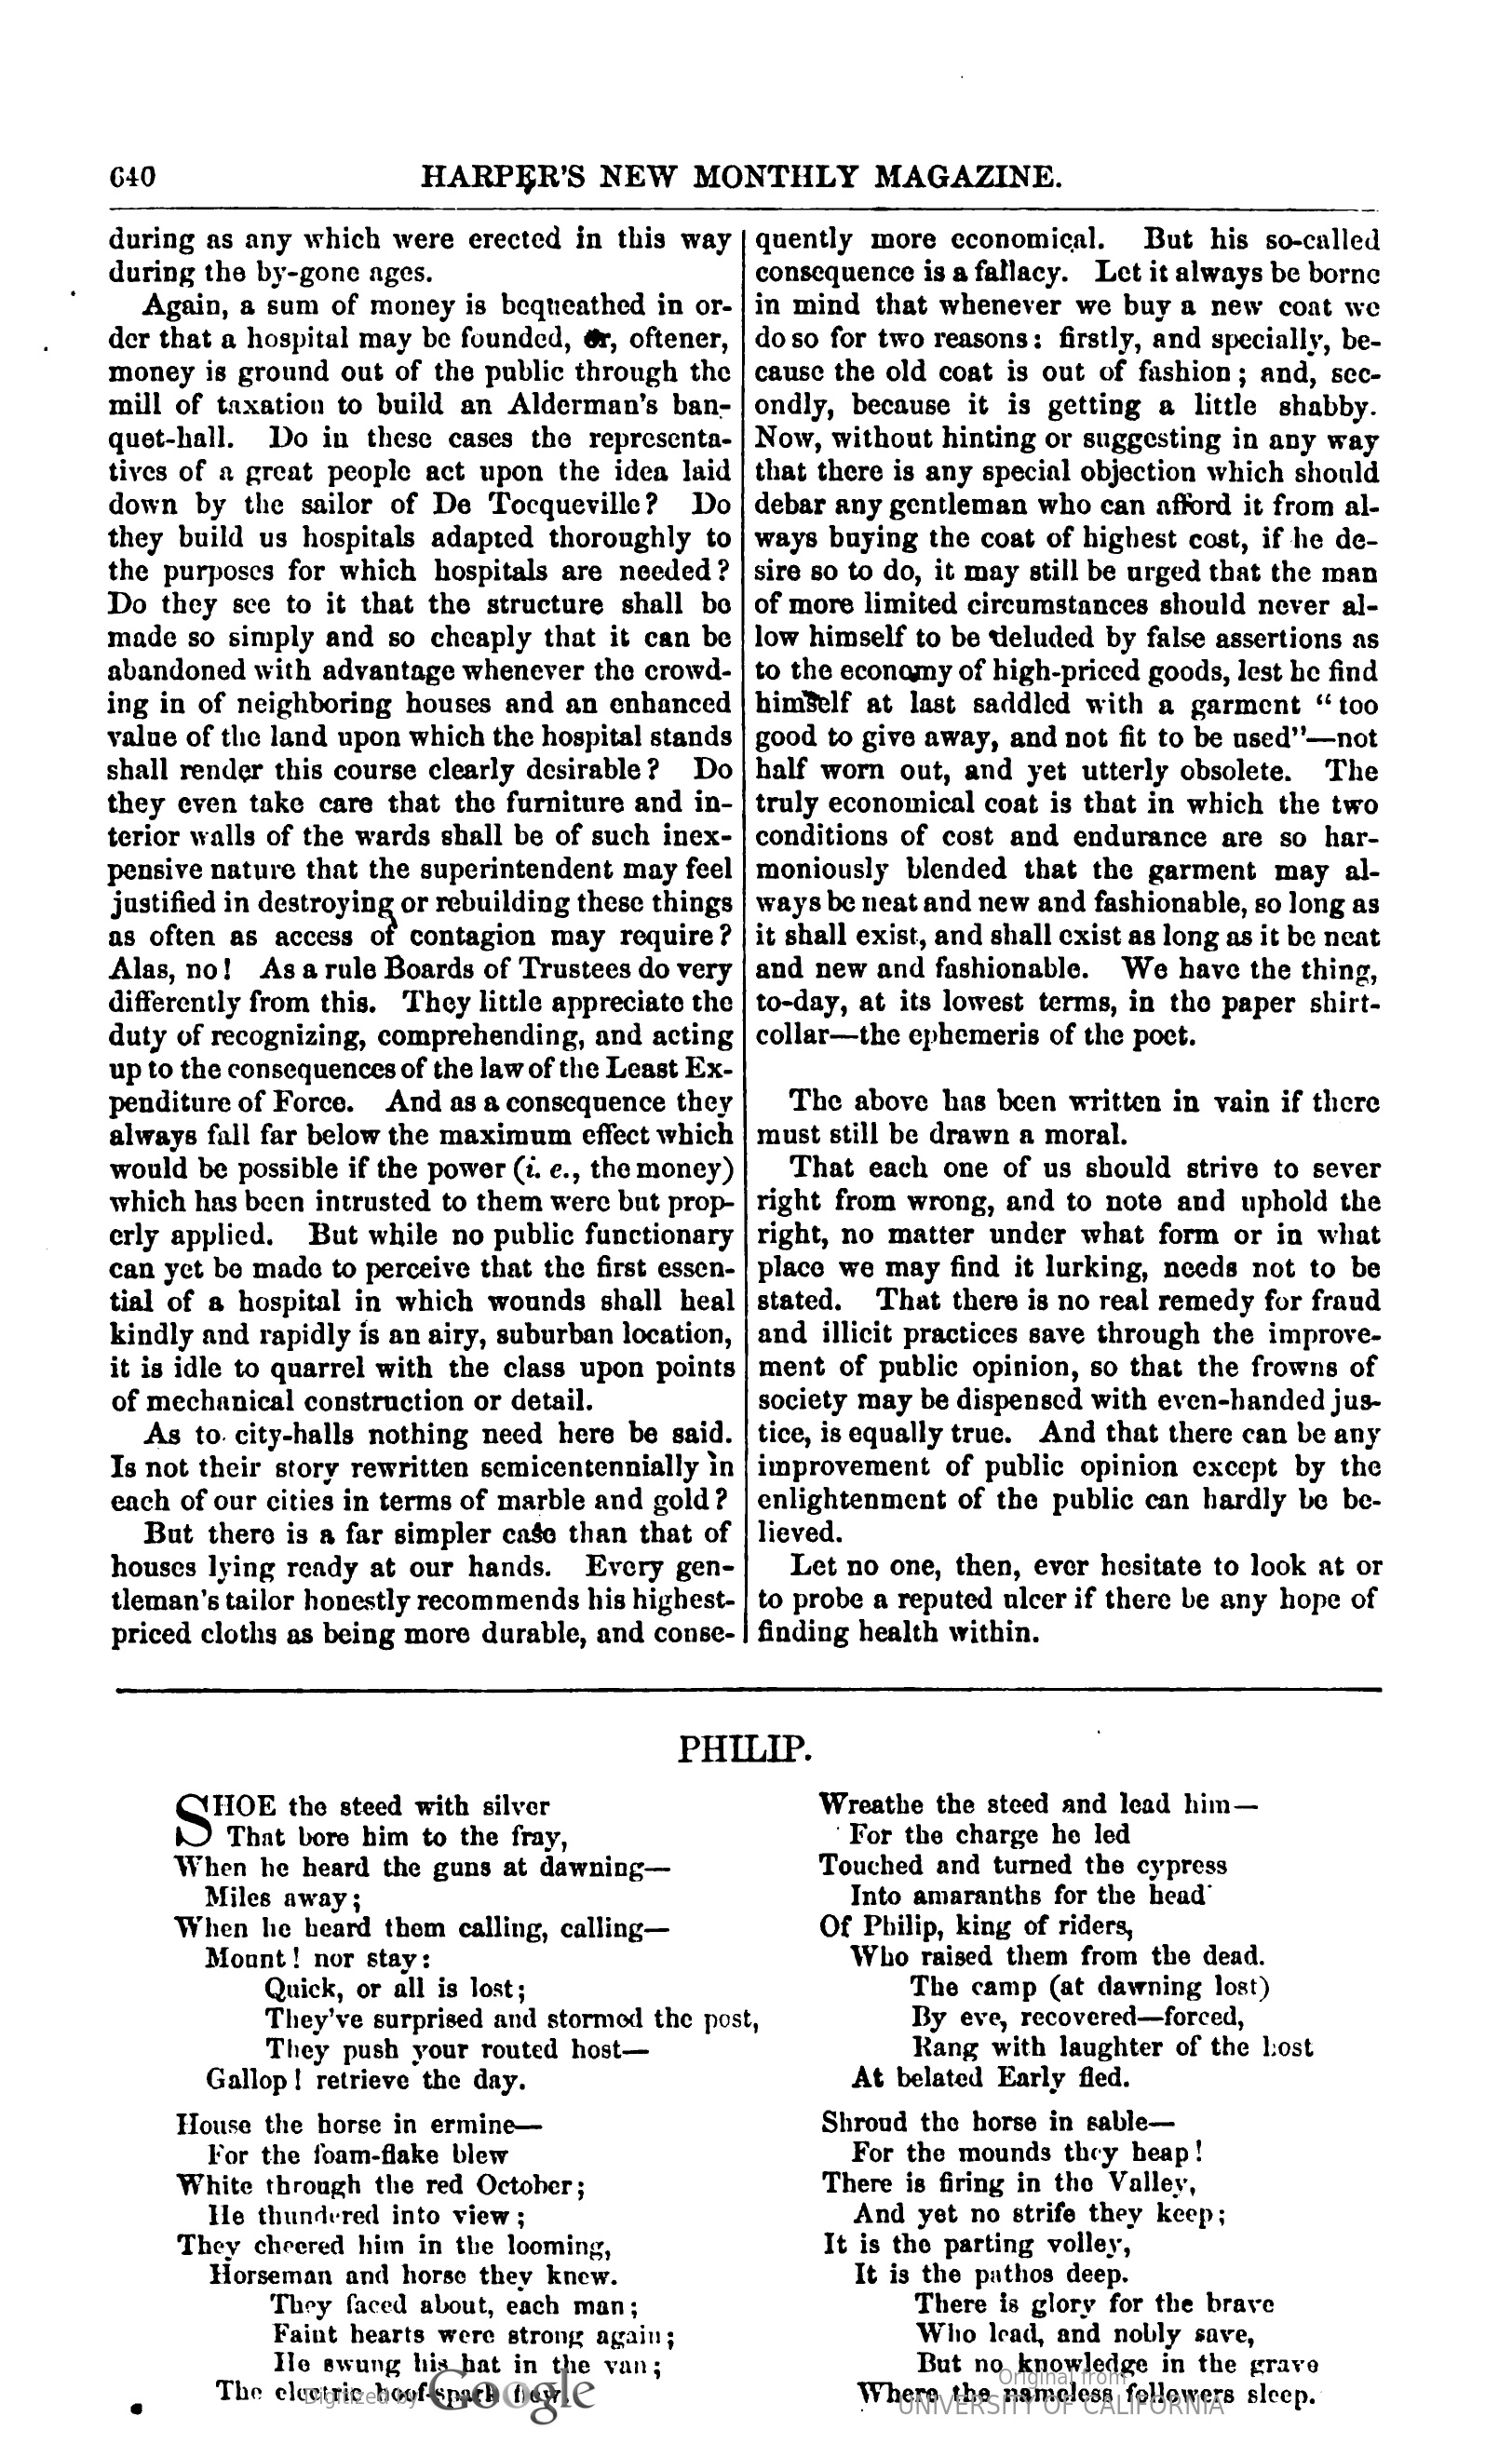 640
HARPER'S NEW MONTHLY MAGAZINE.
during as any which were erected in this way
during the by-gone ages.
Again, a sum of money is bequeathed in or-
der that a hospital may be founded, or, oftener,
money is ground out of the public through the
mill of taxation to build an Alderman's ban-
quet-hall. Do in these cases the representa-
tives of a great people act upon the idea laid
down by the sailor of De Tocqueville? Do
they build us hospitals adapted thoroughly to
the purposes for which hospitals are needed?
Do they see to it that the structure shall be
made so simply and so cheaply that it can be
abandoned with advantage whenever the crowd-
ing in of neighboring houses and an enhanced
value of the land upon which the hospital stands
shall render this course clearly desirable? Do
they even take care that the furniture and in-
terior walls of the wards shall be of such inex-
pensive nature that the superintendent may feel
justified in destroying or rebuilding these things
as often as access of contagion may require?
Alas, no! As a rule Boards of Trustees do very
differently from this. They little appreciate the
duty of recognizing, comprehending, and acting
up to the consequences of the law of the Least Ex-
penditure of Force. And as a consequence they
always fall far below the maximum effect which
would be possible if the power (i. e., the money)
which has been intrusted to them were but prop-
erly applied. But while no public functionary
can yet be made to perceive that the first essen-
tial of a hospital in which wounds shall heal
kindly and rapidly is an airy, suburban location,
it is idle to quarrel with the class upon points
of mechanical construction or detail.
As to city-halls nothing need here be said.
Is not their story rewritten semicentennially in
each of our cities in terms of marble and gold?
But there is a far simpler case than that of
houses lying ready at our hands. Every gen-
tleman's tailor honestly recommends his highest-
priced cloths as being more durable, and conse-
quently more economical. But his so-called
consequence is a fallacy. Let it always be borne
in mind that whenever we buy a new coat we
do so for two reasons: firstly, and specially, be-
cause the old coat is out of fashion; and, sec-
ondly, because it is getting a little shabby.
Now, without hinting or suggesting in any way
that there is any special objection which should
debar any gentleman who can afford it from al-
ways buying the coat of highest cost, if he de-
sire so to do, it may still be urged that the man
of more limited circumstances should never al-
low himself to be deluded by false assertions as
to the economy of high-priced goods, lest he find
himself at last saddled with a garment "too
good to give away, and not fit to be used"—not
half worn out, and yet utterly obsolete. The
truly economical coat is that in which the two
conditions of cost and endurance are so har-
moniously blended that the garment may al-
ways be neat and new and fashionable, so long as
it shall exist, and shall exist as long as it be neat
and new and fashionable. We have the thing,
to-day, at its lowest terms, in the paper shirt-
collar—the ephemeris of the poet.
The above has been written in vain if there
must still be drawn a moral.
That each one of us should strive to sever
right from wrong, and to note and uphold the
right, no matter under what form or in what
place we may find it lurking, needs not to be
stated. That there is no real remedy for fraud
and illicit practices save through the improve-
ment of public opinion, so that the frowns of
society may be dispensed with even-handed jus-
tice, is equally true. And that there can be any
improvement of public opinion except by the
enlightenment of the public can hardly be be-
lieved.
Let no one, then, ever hesitate to look at or
to probe a reputed ulcer if there be any hope of
finding health within.
PHILIP.
SHOE the steed with silver
That bore him to the fray,
When he heard the guns at dawning—
Miles away;
When he heard them calling, calling—
Mount! nor stay:
Quick, or all is lost;
They've surprised and stormed the post,
They push your routed host—
Gallop! retrieve the day.
House the horse in ermine—
For the foam-flake blew
White through the red October;
He thundered into view;
They cheered him in the looming,
Horseman and horse they knew.
They faced about, each man;
Faint hearts were strong again;
He swung his hat in the van;
The electric hoof-spark flew.
Wreathe the steed and lead him—
For the charge he led
Touched and turned the cypress
Into amaranths for the head
Of Philip, king of riders,
Who raised them from the dead.
The camp (at dawning lost)
By eve, recovered—forced,
Rang with laughter of the host
At belated Early fled.
Shroud the horse in sable—
For the mounds they heap!
There is firing in the Valley,
And yet no strife they keep;
It is the parting volley,
It is the pathos deep.
There is glory for the brave
Who lead, and nobly save,
But no knowledge in the grave
Where the nameless followers sleep.
Digitized by Google
Original from
UNIVERSITY OF CALIFORNIA